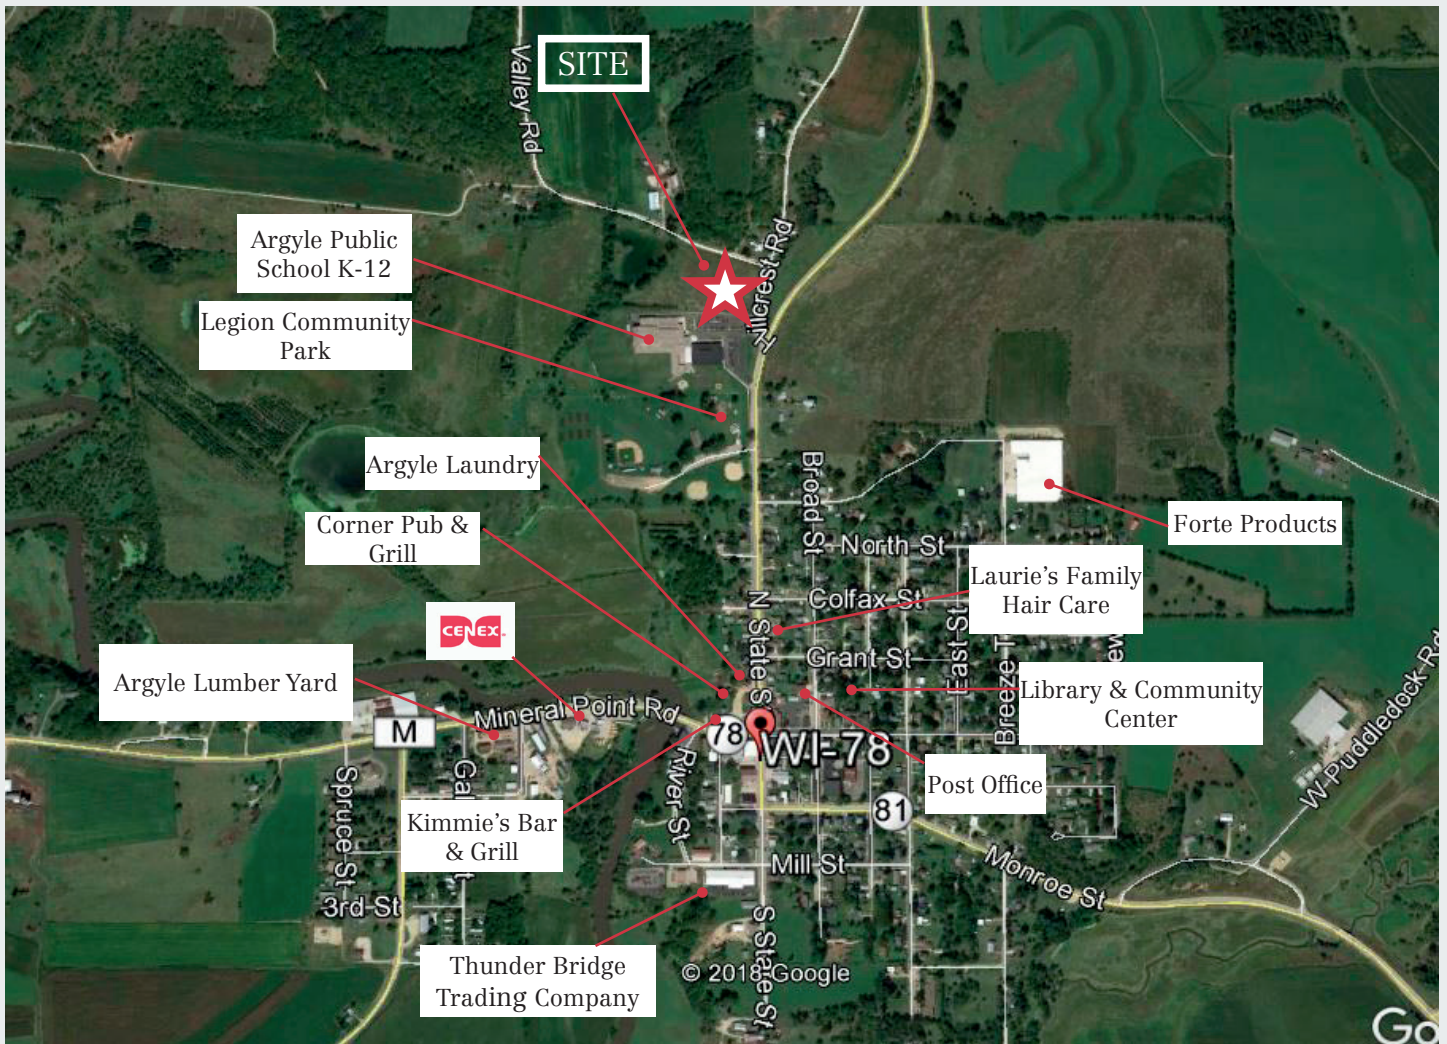 SITE
Valley Rd
Hillcrest Rd
Argyle Public
School K-12
Legion Community
Park
Argyle Laundry
Corner Pub &
Grill
CENEX
Argyle Lumber Yard
Mineral Point Rd
M
78
WI-78
81
Broad St
North St
Colfax St
N State S
Grant St
East St
Breeze T
Forte Products
Laurie's Family
Hair Care
Library & Community
Center
Post Office
W Puddledock Rd
River St
Spruce St
3rd St
Kimmie's Bar
& Grill
Mill St
Monroe St
S State St
Thunder Bridge
Trading Company
© 2018 Google
Go